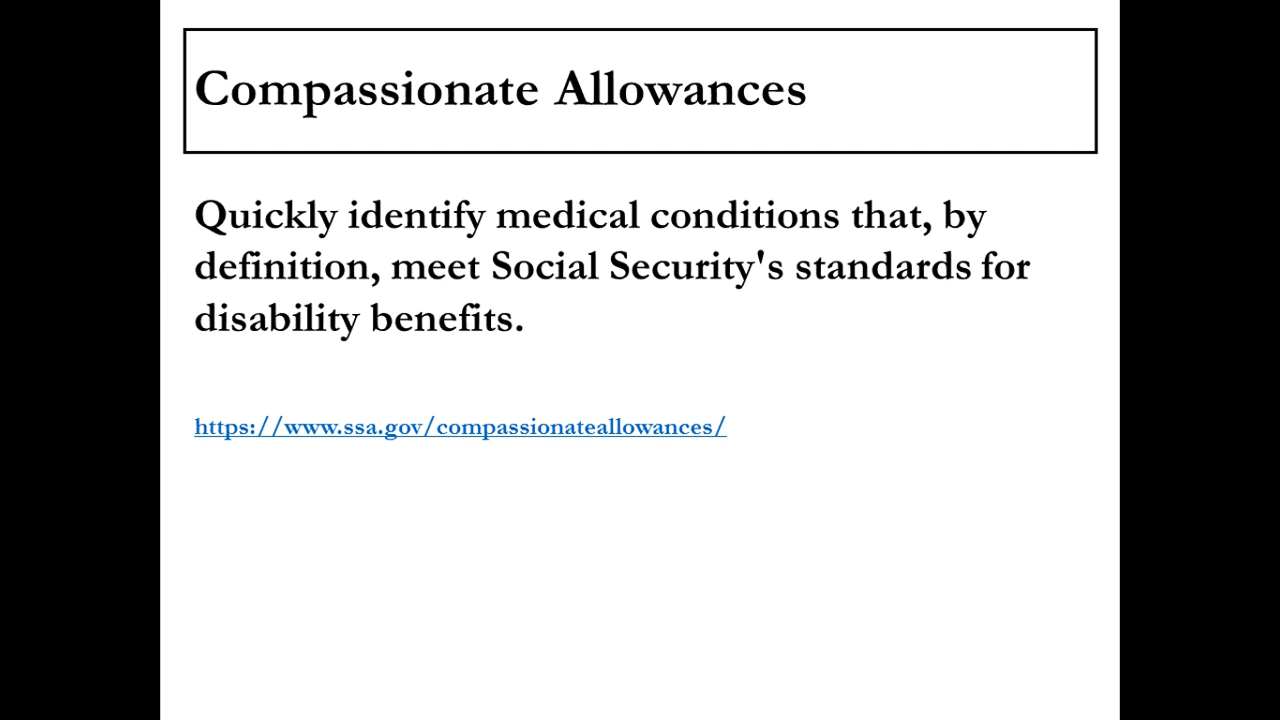 Compassionate Allowances
Quickly identify medical conditions that, by
definition, meet Social Security's standards for
disability benefits.
https://www.ssa.gov/compassionateallowances/